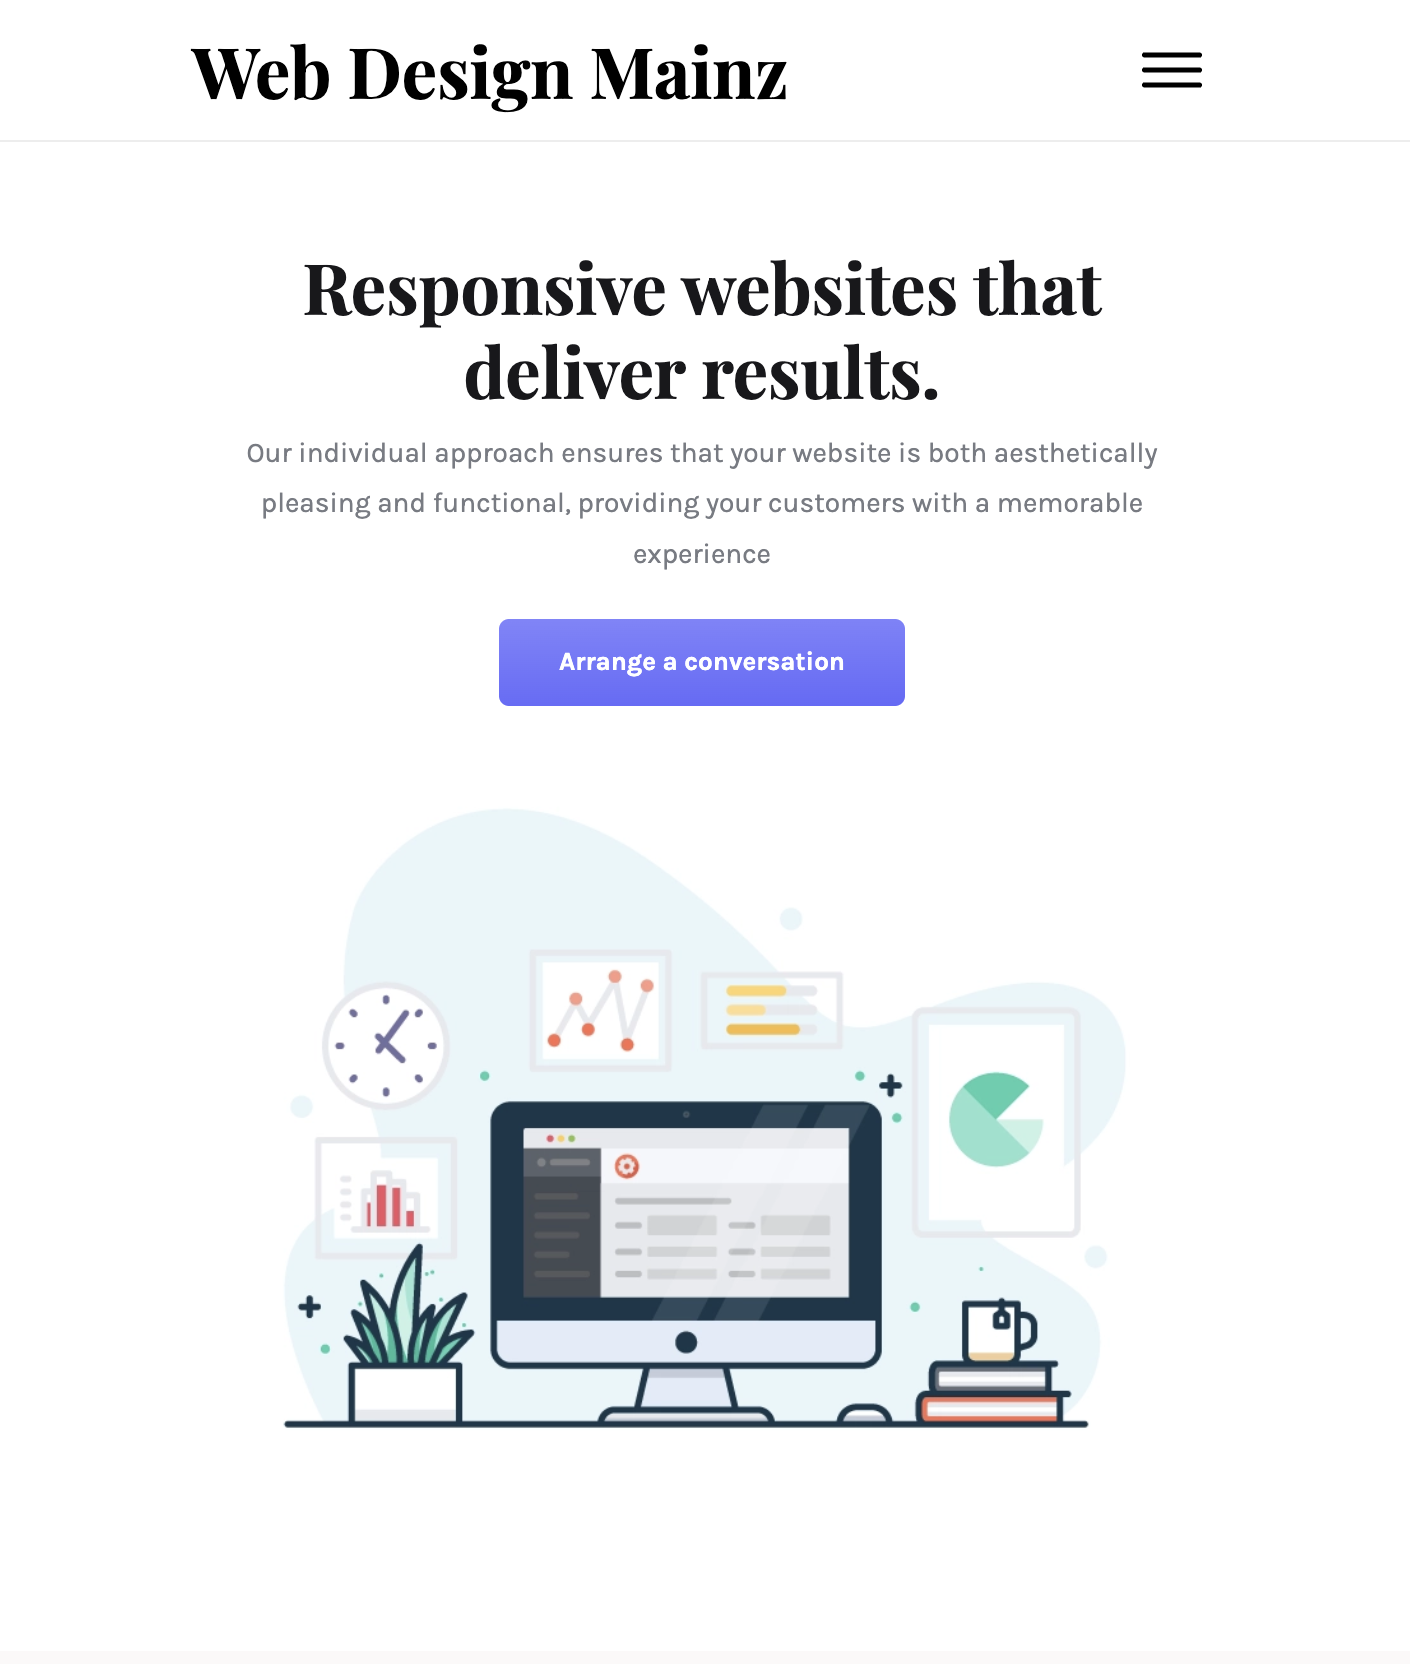 Web Design Mainz
Responsive websites that
deliver results.
Our individual approach ensures that your website is both aesthetically
pleasing and functional, providing your customers with a memorable
experience
Arrange a conversation